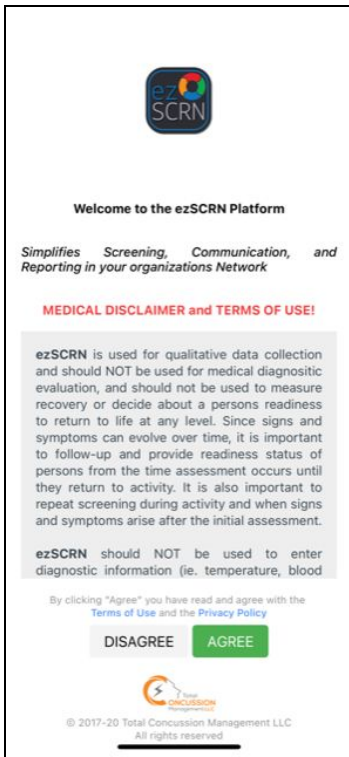 ez
SCRN
Welcome to the ezSCRN Platform
Simplifies Screening, Communication, and
Reporting in your organizations Network
MEDICAL DISCLAIMER and TERMS OF USE!
ezSCRN is used for qualitative data collection
and should NOT be used for medical diagnositic
evaluation, and should not be used to measure
recovery or decide about a persons readiness
to return to life at any level. Since signs and
symptoms can evolve over time, it is important
to follow-up and provide readiness status of
persons from the time assessment occurs until
they return to activity. It is also important to
repeat screening during activity and when signs
and symptoms arise after the initial assessment.
ezSCRN should NOT be used to enter
diagnostic information (ie. temperature, blood
By clicking "Agree" you have read and agree with the
Terms of Use and the Privacy Policy
DISAGREE AGREE
Total
CONCUSSION
Management LLC
© 2017-20 Total Concussion Management LLC
All rights reserved